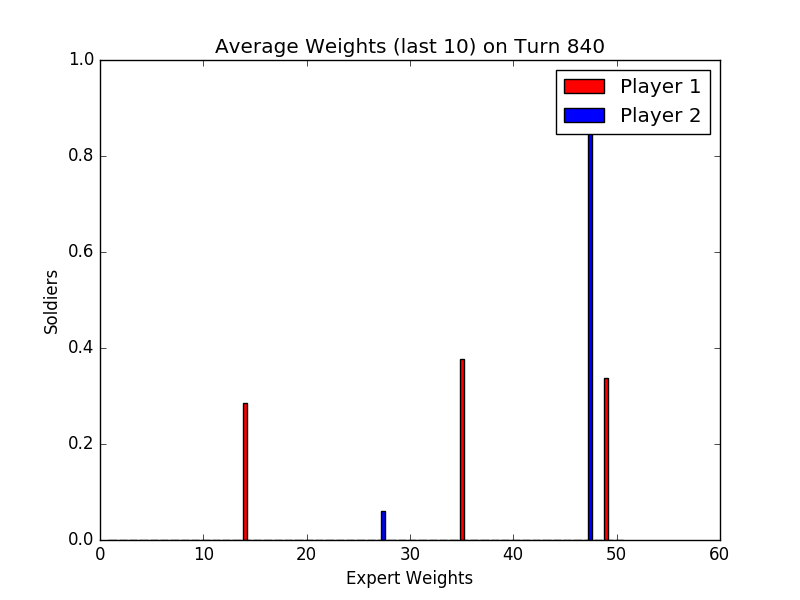 Average Weights (last 10) on Turn 840
1.0
Player 1
Player 2
0.8
0.6
Soldiers
0.4
0.2
0.0
0 10 20 30 40 50 60
Expert Weights